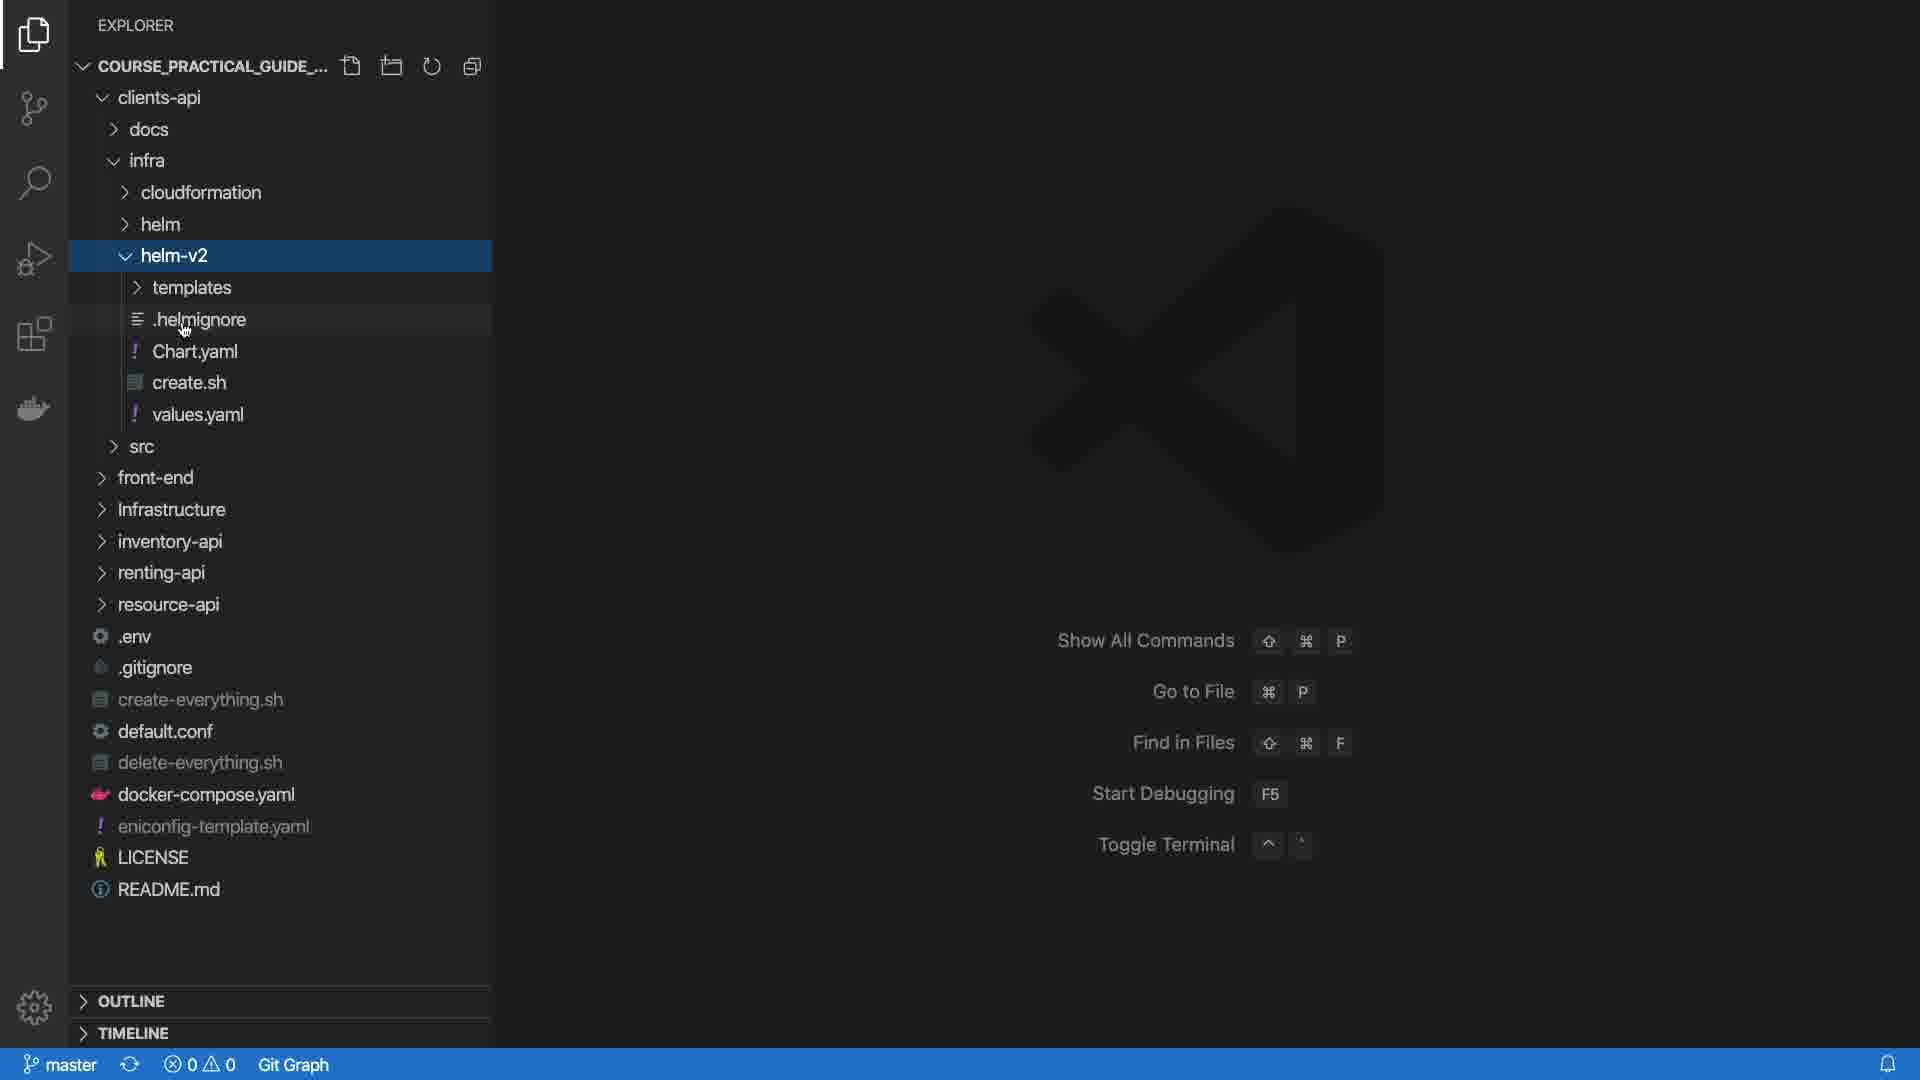 EXPLORER
COURSE_PRACTICAL_GUIDE_...
clients-api
docs
infra
cloudformation
helm
helm-v2
templates
.helmignore
Chart.yaml
create.sh
values.yaml
src
front-end
Infrastructure
inventory-api
renting-api
resource-api
.env
.gitignore
create-everything.sh
default.conf
delete-everything.sh
docker-compose.yaml
eniconfig-template.yaml
LICENSE
README.md
OUTLINE
TIMELINE
Show All Commands ⇧ ⌘ P
Go to File ⌘ P
Find in Files ⇧ ⌘ F
Start Debugging F5
Toggle Terminal ^ `
master 0 0 Git Graph